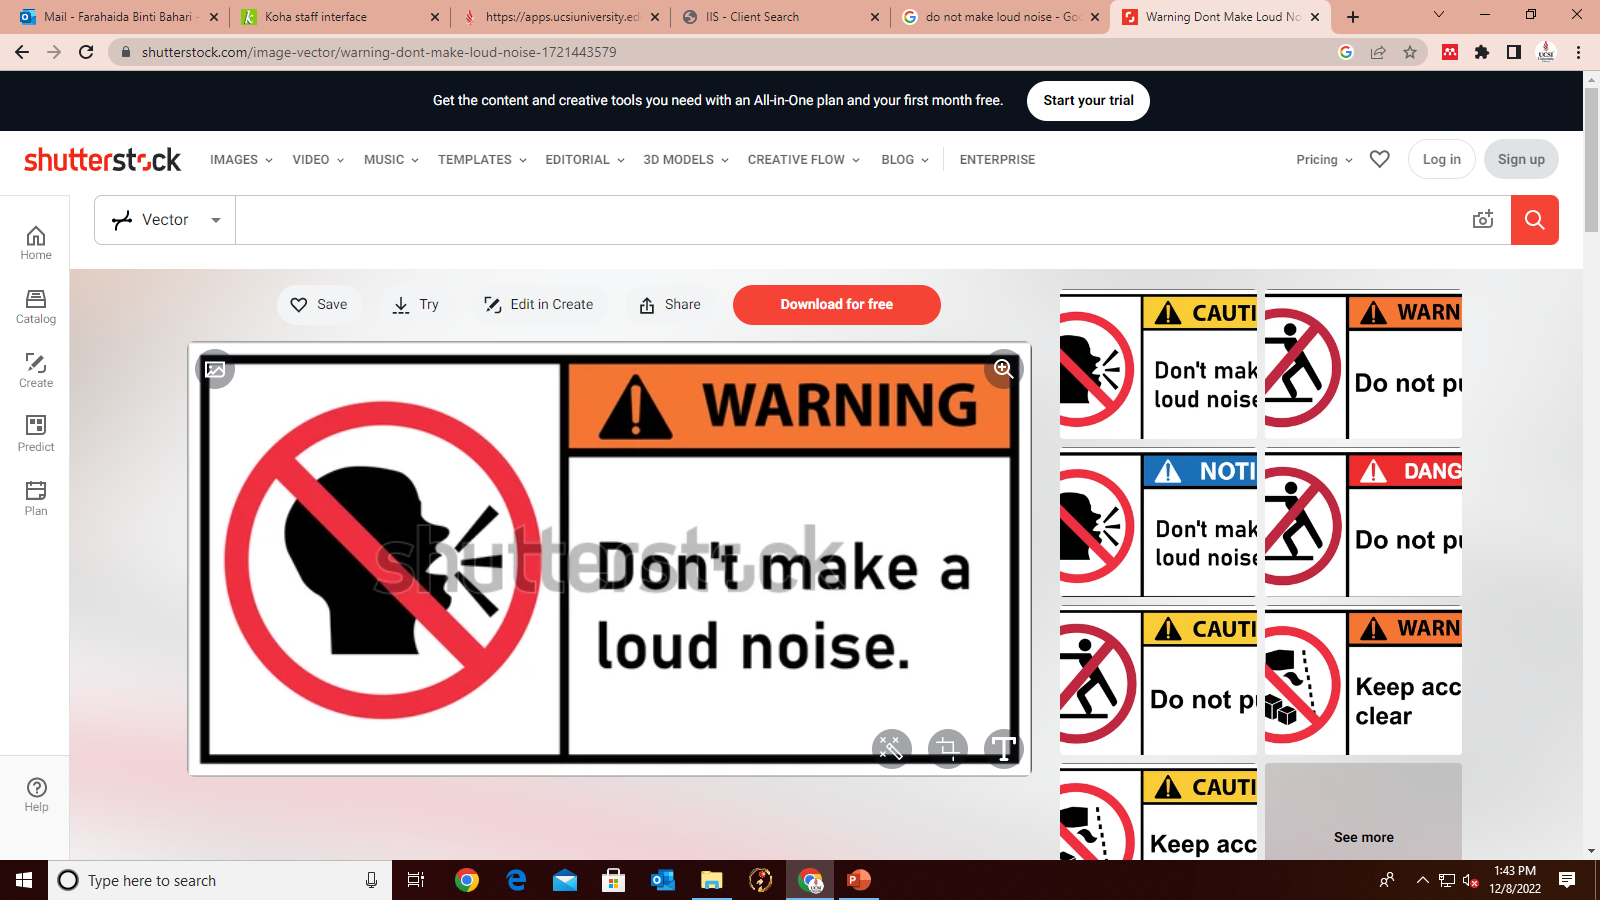 Mail - Farahaida Binti Bahari -
Koha staff interface
https://apps.ucsiuniversity.ed
IIS - Client Search
do not make loud noise - Goo
Warning Dont Make Loud No
shutterstock.com/image-vector/warning-dont-make-loud-noise-1721443579
Get the content and creative tools you need with an All-in-One plan and your first month free.
Start your trial
shutterstock
IMAGES VIDEO MUSIC TEMPLATES EDITORIAL 3D MODELS CREATIVE FLOW BLOG ENTERPRISE
Pricing Log in Sign up
Vector
Home
Catalog
Create
Predict
Plan
Help
Save Try Edit in Create Share Download for free
WARNING
Don't make a
loud noise.
shutterstock
CAUTI
Don't mak
loud noise
WARN
Do not pu
NOTI
Don't mak
loud noise
DANG
Do not pu
CAUTI
Do not pu
WARN
Keep acc
clear
CAUTI
Keep acc
See more
Type here to search
1:43 PM
12/8/2022